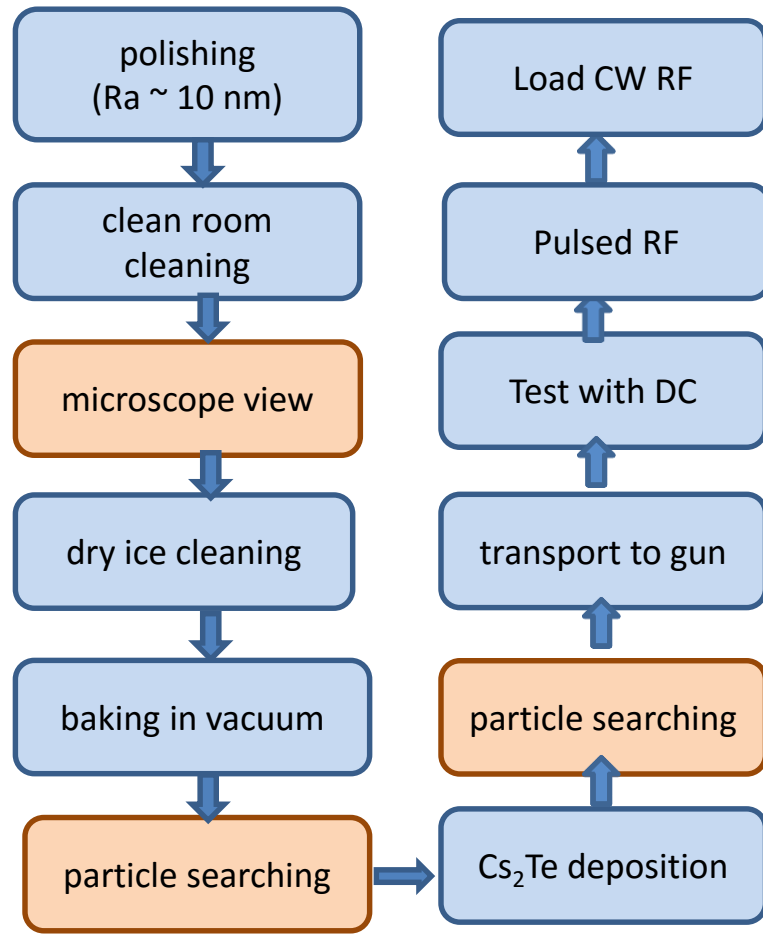 polishing
(Ra ~ 10 nm)
clean room
cleaning
microscope view
dry ice cleaning
baking in vacuum
particle searching
Cs₂Te deposition
particle searching
transport to gun
Test with DC
Pulsed RF
Load CW RF